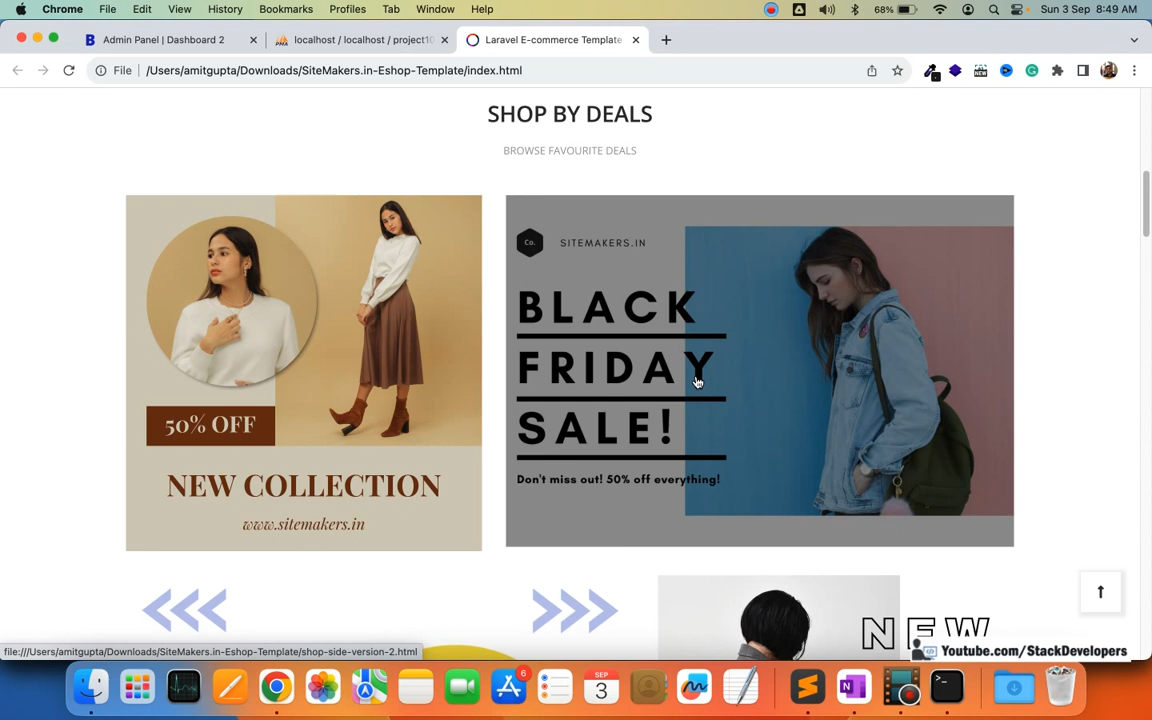 Chrome File Edit View History Bookmarks Profiles Tab Window Help 68% Sun 3 Sep 8:49 AM
Admin Panel | Dashboard 2 localhost / localhost / project10 Laravel E-commerce Template
File /Users/amitgupta/Downloads/SiteMakers.in-Eshop-Template/index.html
SHOP BY DEALS
BROWSE FAVOURITE DEALS
50% OFF
NEW COLLECTION
www.sitemakers.in
Co. SITEMAKERS.IN
BLACK
FRIDAY
SALE!
Don't miss out! 50% off everything!
NEW
file:///Users/amitgupta/Downloads/SiteMakers.in-Eshop-Template/shop-side-version-2.html
Youtube.com/StackDevelopers
6
SEP
3